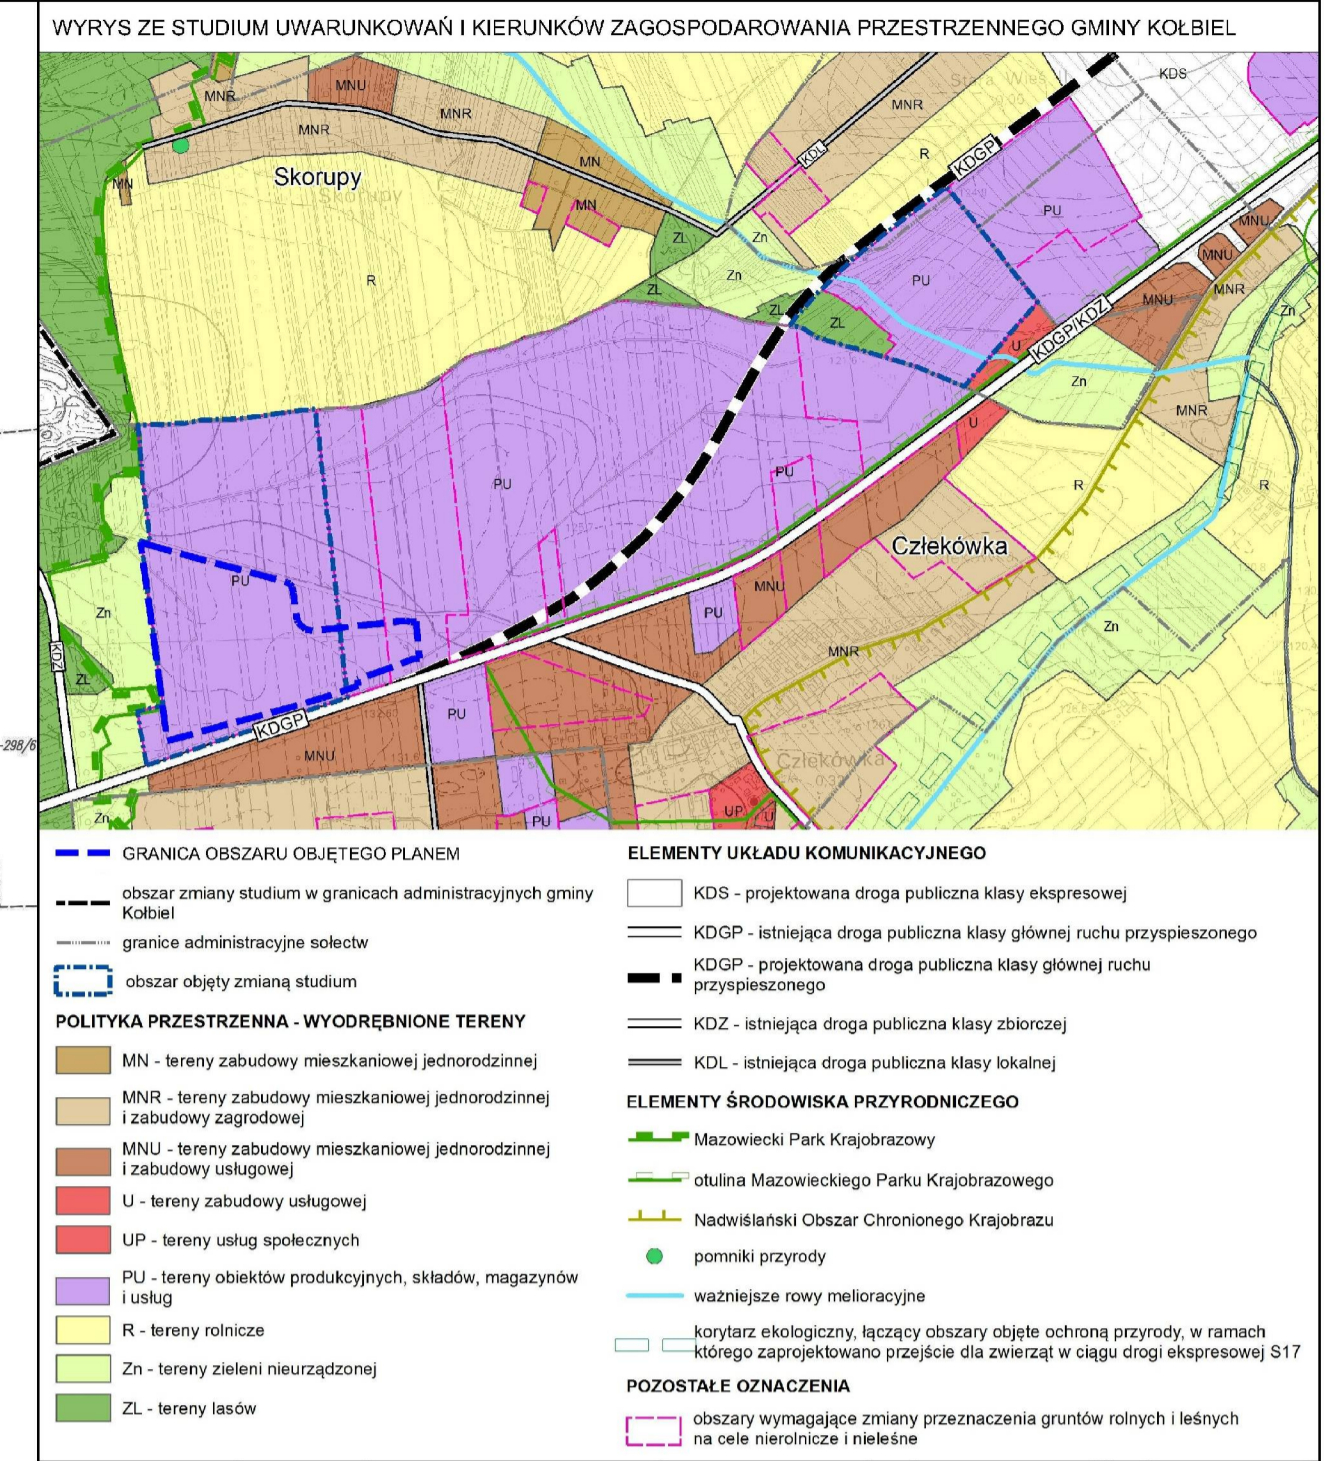 WYRYS ZE STUDIUM UWARUNKOWAŃ I KIERUNKÓW ZAGOSPODAROWANIA PRZESTRZENNEGO GMINY KOŁBIEL
KDS
MNU
MNR
MNR
MNR
MNR
Stara Wieś
MN
KDL
R
KDGP
Skorupy
MN
MN
PU
MNU
ZL
Zn
MNU
Zn
R
PU
MNR
ZL
MNU
ZL
ZL
Zn
KDGP/KDZ
U
Zn
MNR
U
PU
PU
R
R
Człekówka
PU
MNU
Zn
PU
Zn
KDZ
MNR
ZL
PU
KDGP
298/6
MNU
Człekówka
UP
U
Zn
PU
GRANICA OBSZARU OBJĘTEGO PLANEM
obszar zmiany studium w granicach administracyjnych gminy
Kołbiel
granice administracyjne sołectw
obszar objęty zmianą studium
POLITYKA PRZESTRZENNA - WYODRĘBNIONE TERENY
MN - tereny zabudowy mieszkaniowej jednorodzinnej
MNR - tereny zabudowy mieszkaniowej jednorodzinnej
i zabudowy zagrodowej
MNU - tereny zabudowy mieszkaniowej jednorodzinnej
i zabudowy usługowej
U - tereny zabudowy usługowej
UP - tereny usług społecznych
PU - tereny obiektów produkcyjnych, składów, magazynów
i usług
R - tereny rolnicze
Zn - tereny zieleni nieurządzonej
ZL - tereny lasów
ELEMENTY UKŁADU KOMUNIKACYJNEGO
KDS - projektowana droga publiczna klasy ekspresowej
KDGP - istniejąca droga publiczna klasy głównej ruchu przyspieszonego
KDGP - projektowana droga publiczna klasy głównej ruchu
przyspieszonego
KDZ - istniejąca droga publiczna klasy zbiorczej
KDL - istniejąca droga publiczna klasy lokalnej
ELEMENTY ŚRODOWISKA PRZYRODNICZEGO
Mazowiecki Park Krajobrazowy
otulina Mazowieckiego Parku Krajobrazowego
Nadwiślański Obszar Chronionego Krajobrazu
pomniki przyrody
ważniejsze rowy melioracyjne
korytarz ekologiczny, łączący obszary objęte ochroną przyrody, w ramach
którego zaprojektowano przejście dla zwierząt w ciągu drogi ekspresowej S17
POZOSTAŁE OZNACZENIA
obszary wymagające zmiany przeznaczenia gruntów rolnych i leśnych
na cele nierolnicze i nieleśne